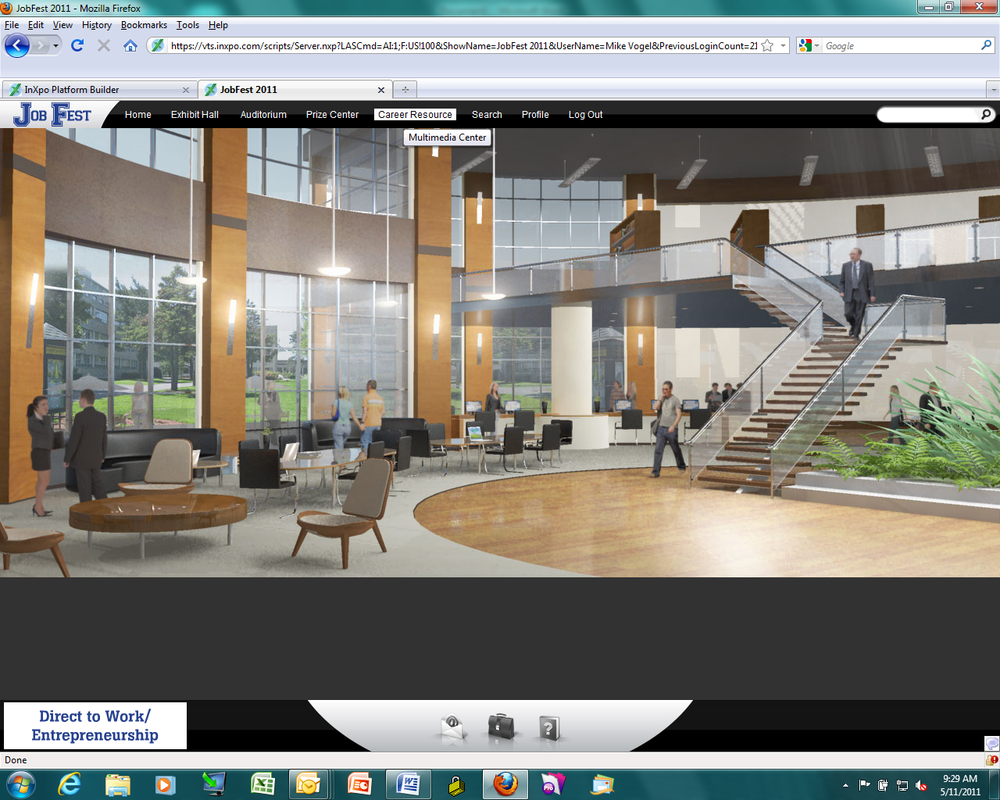 JobFest 2011 - Mozilla Firefox
File Edit View History Bookmarks Tools Help
https://vts.inxpo.com/scripts/Server.nxp?LASCmd=AI:1;F:US!100&ShowName=JobFest 2011&UserName=Mike Vogel&PreviousLoginCount=21
Google
InXpo Platform Builder
JobFest 2011
JOB FEST
Home Exhibit Hall Auditorium Prize Center Career Resource Search Profile Log Out
Multimedia Center
Direct to Work/
Entrepreneurship
Done
9:29 AM
5/11/2011